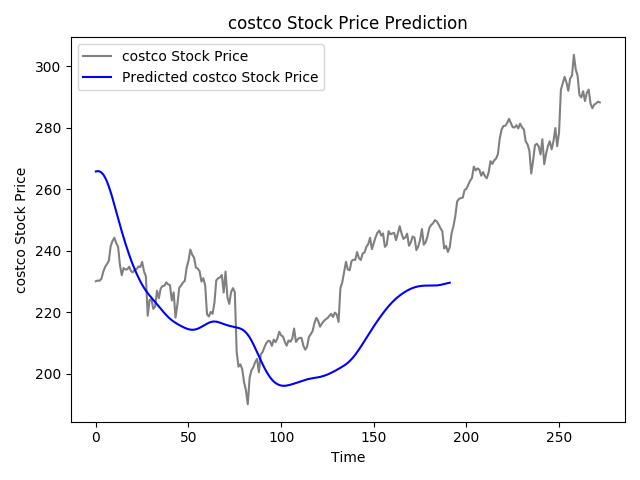 costco Stock Price Prediction
costco Stock Price
Predicted costco Stock Price
costco Stock Price
300
280
260
240
220
200
0
50
100
150
200
250
Time